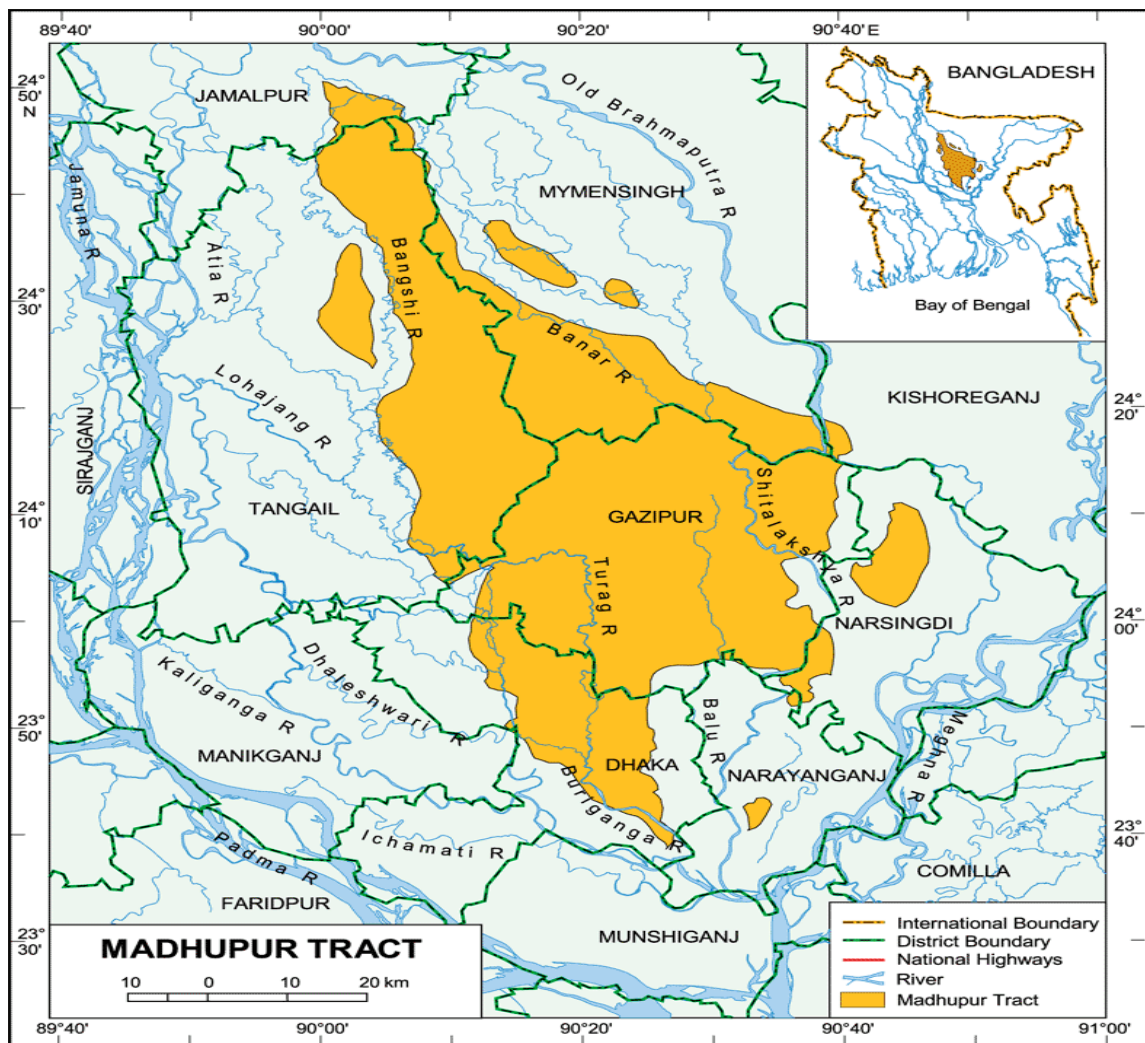 89°40'
90°00'
90°20'
90°40'E
24°
50'
N
JAMALPUR
Old Brahmaputra R
BANGLADESH
Jamuna R
MYMENSINGH
Atia R
Bangshi R
24°
30'
Bay of Bengal
Banar R
Lohajang R
KISHOREGANJ
24°
20'
SIRAJGANJ
24°
10'
TANGAIL
GAZIPUR
Shitalakshya R
Turag R
24°
00'
NARSINGDI
Kaliganga R
Dhaleshwari R
23°
50'
MANIKGANJ
Balu R
DHAKA
NARAYANGANJ
Meghna R
Buriganga R
23°
40'
Ichamati R
Padma R
COMILLA
FARIDPUR
MUNSHIGANJ
23°
30'
MADHUPUR TRACT
10 0 10 20 km
International Boundary
District Boundary
National Highways
River
Madhupur Tract
89°40'
90°00'
90°20'
90°40'
91°00'